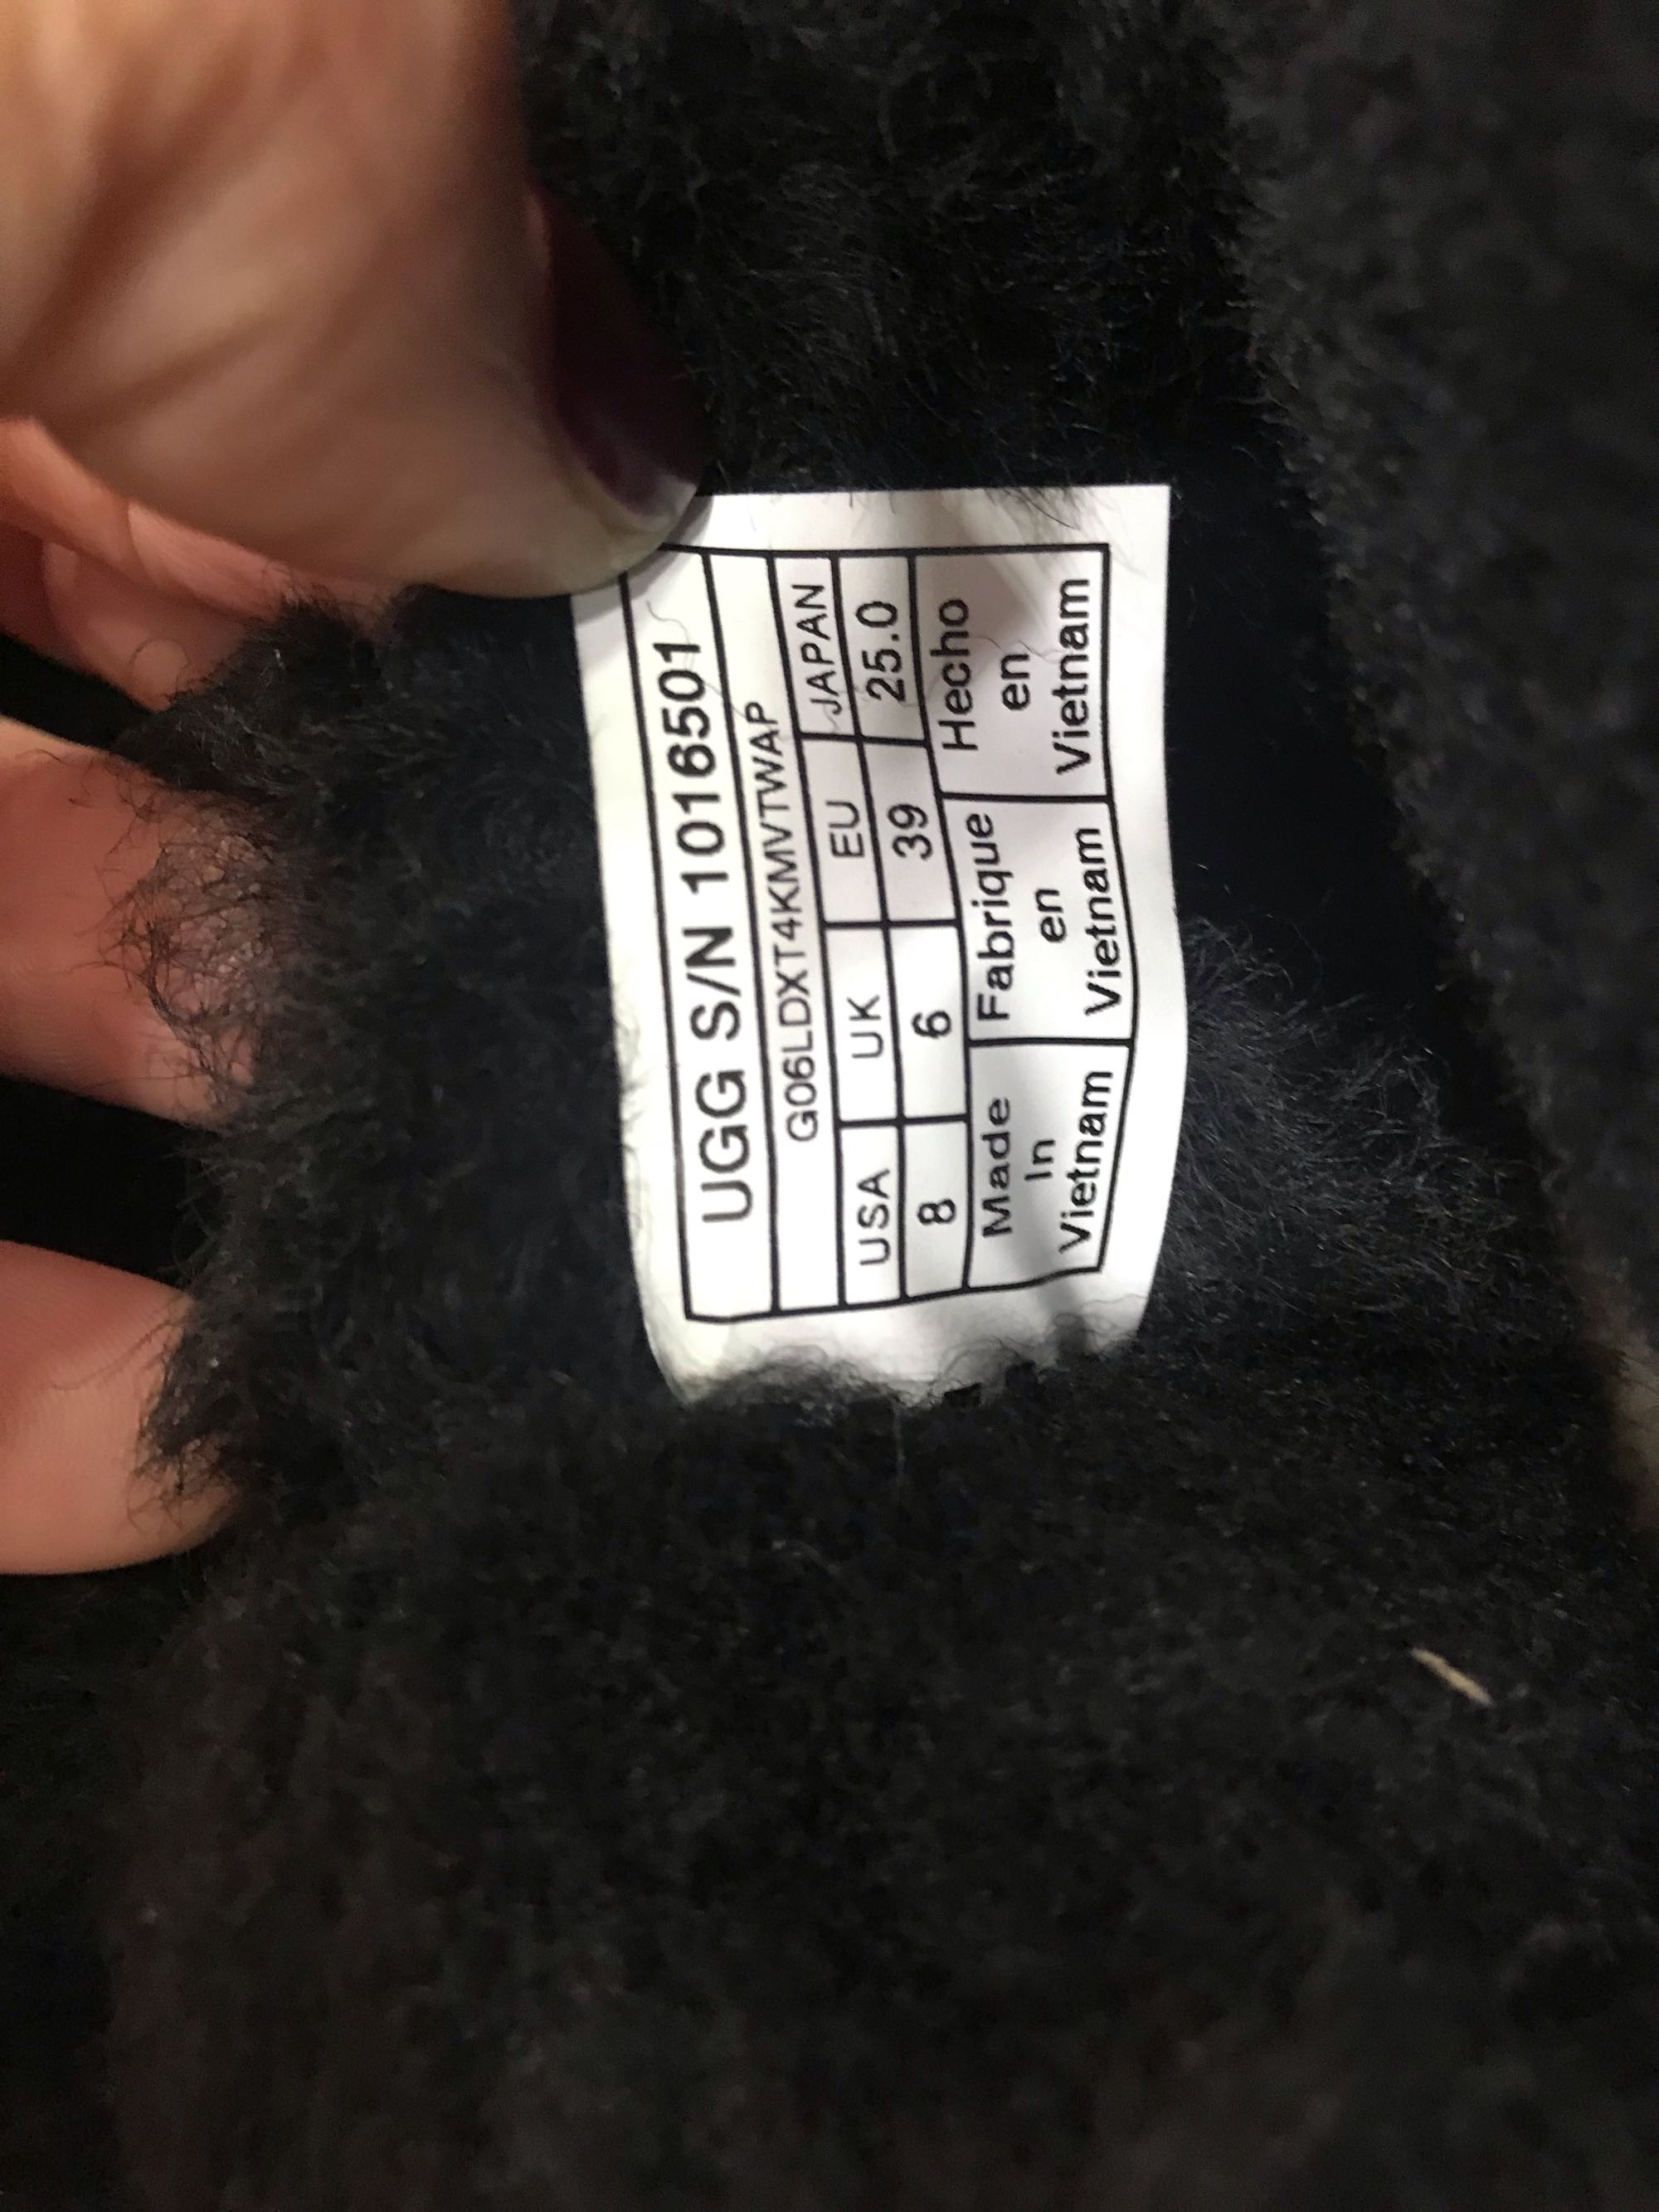 UGG S/N 1016501
G06LDXT4KMVTWAP
USA UK EU JAPAN
8 6 39 25.0
Made Fabrique Hecho
In en en
Vietnam Vietnam Vietnam